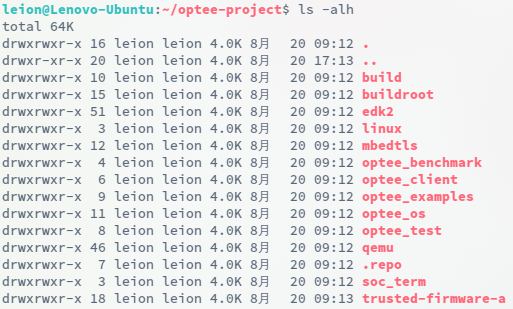 leion@Lenovo-Ubuntu:~/optee-project$ ls -alh
total 64K
drwxrwxr-x 16 leion leion 4.0K 8月  20 09:12 .
drwxr-xr-x 20 leion leion 4.0K 8月  20 17:13 ..
drwxrwxr-x 10 leion leion 4.0K 8月  20 09:12 build
drwxrwxr-x 15 leion leion 4.0K 8月  20 09:12 buildroot
drwxrwxr-x 51 leion leion 4.0K 8月  20 09:12 edk2
drwxrwxr-x  3 leion leion 4.0K 8月  20 09:12 linux
drwxrwxr-x 12 leion leion 4.0K 8月  20 09:12 mbedtls
drwxrwxr-x  4 leion leion 4.0K 8月  20 09:12 optee_benchmark
drwxrwxr-x  6 leion leion 4.0K 8月  20 09:12 optee_client
drwxrwxr-x  9 leion leion 4.0K 8月  20 09:12 optee_examples
drwxrwxr-x 11 leion leion 4.0K 8月  20 09:12 optee_os
drwxrwxr-x  8 leion leion 4.0K 8月  20 09:12 optee_test
drwxrwxr-x 46 leion leion 4.0K 8月  20 09:12 qemu
drwxrwxr-x  7 leion leion 4.0K 8月  20 09:12 .repo
drwxrwxr-x  3 leion leion 4.0K 8月  20 09:12 soc_term
drwxrwxr-x 18 leion leion 4.0K 8月  20 09:13 trusted-firmware-a